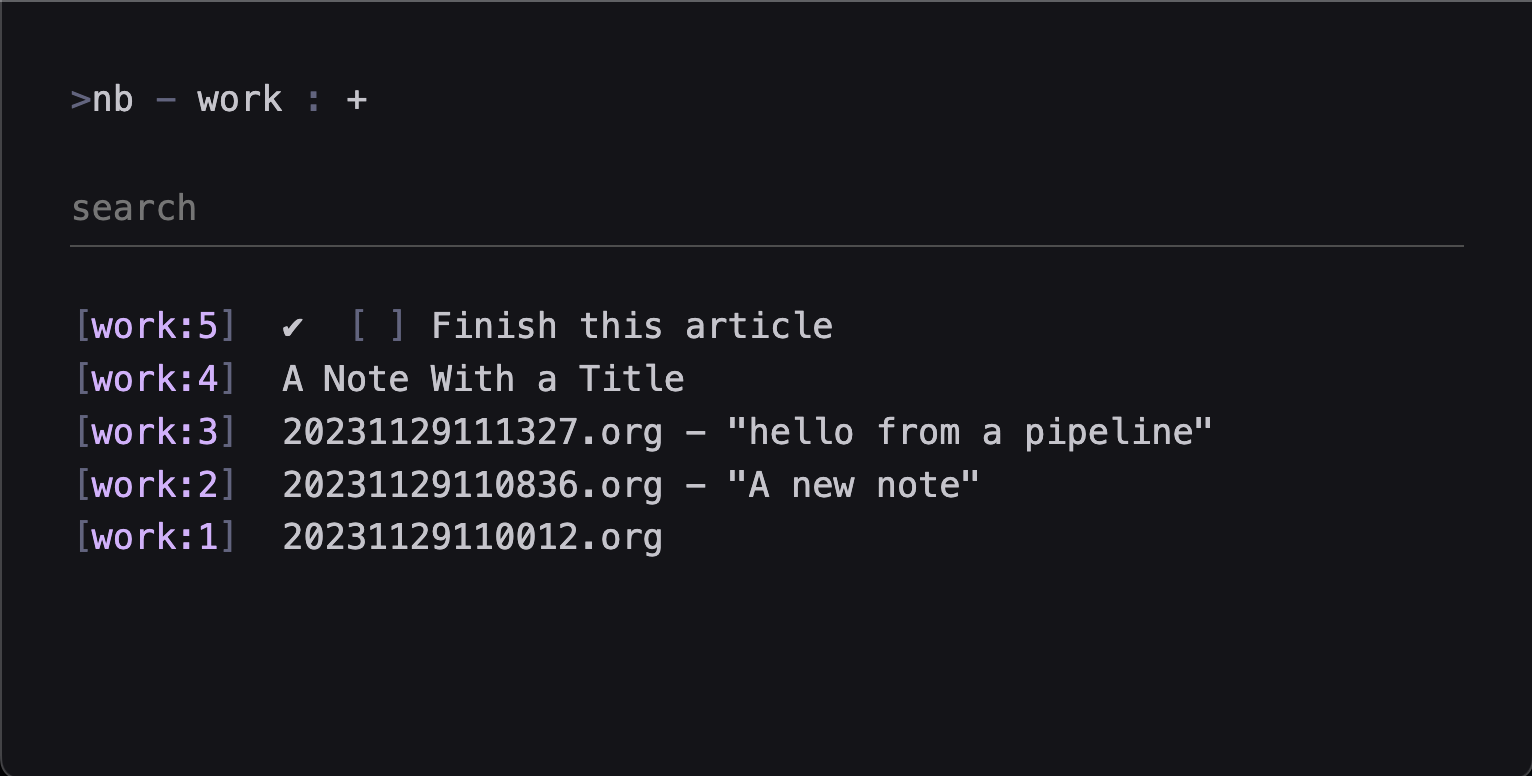 >nb - work : +
search
[work:5] ✔ [ ] Finish this article
[work:4] A Note With a Title
[work:3] 20231129111327.org - "hello from a pipeline"
[work:2] 20231129110836.org - "A new note"
[work:1] 20231129110012.org